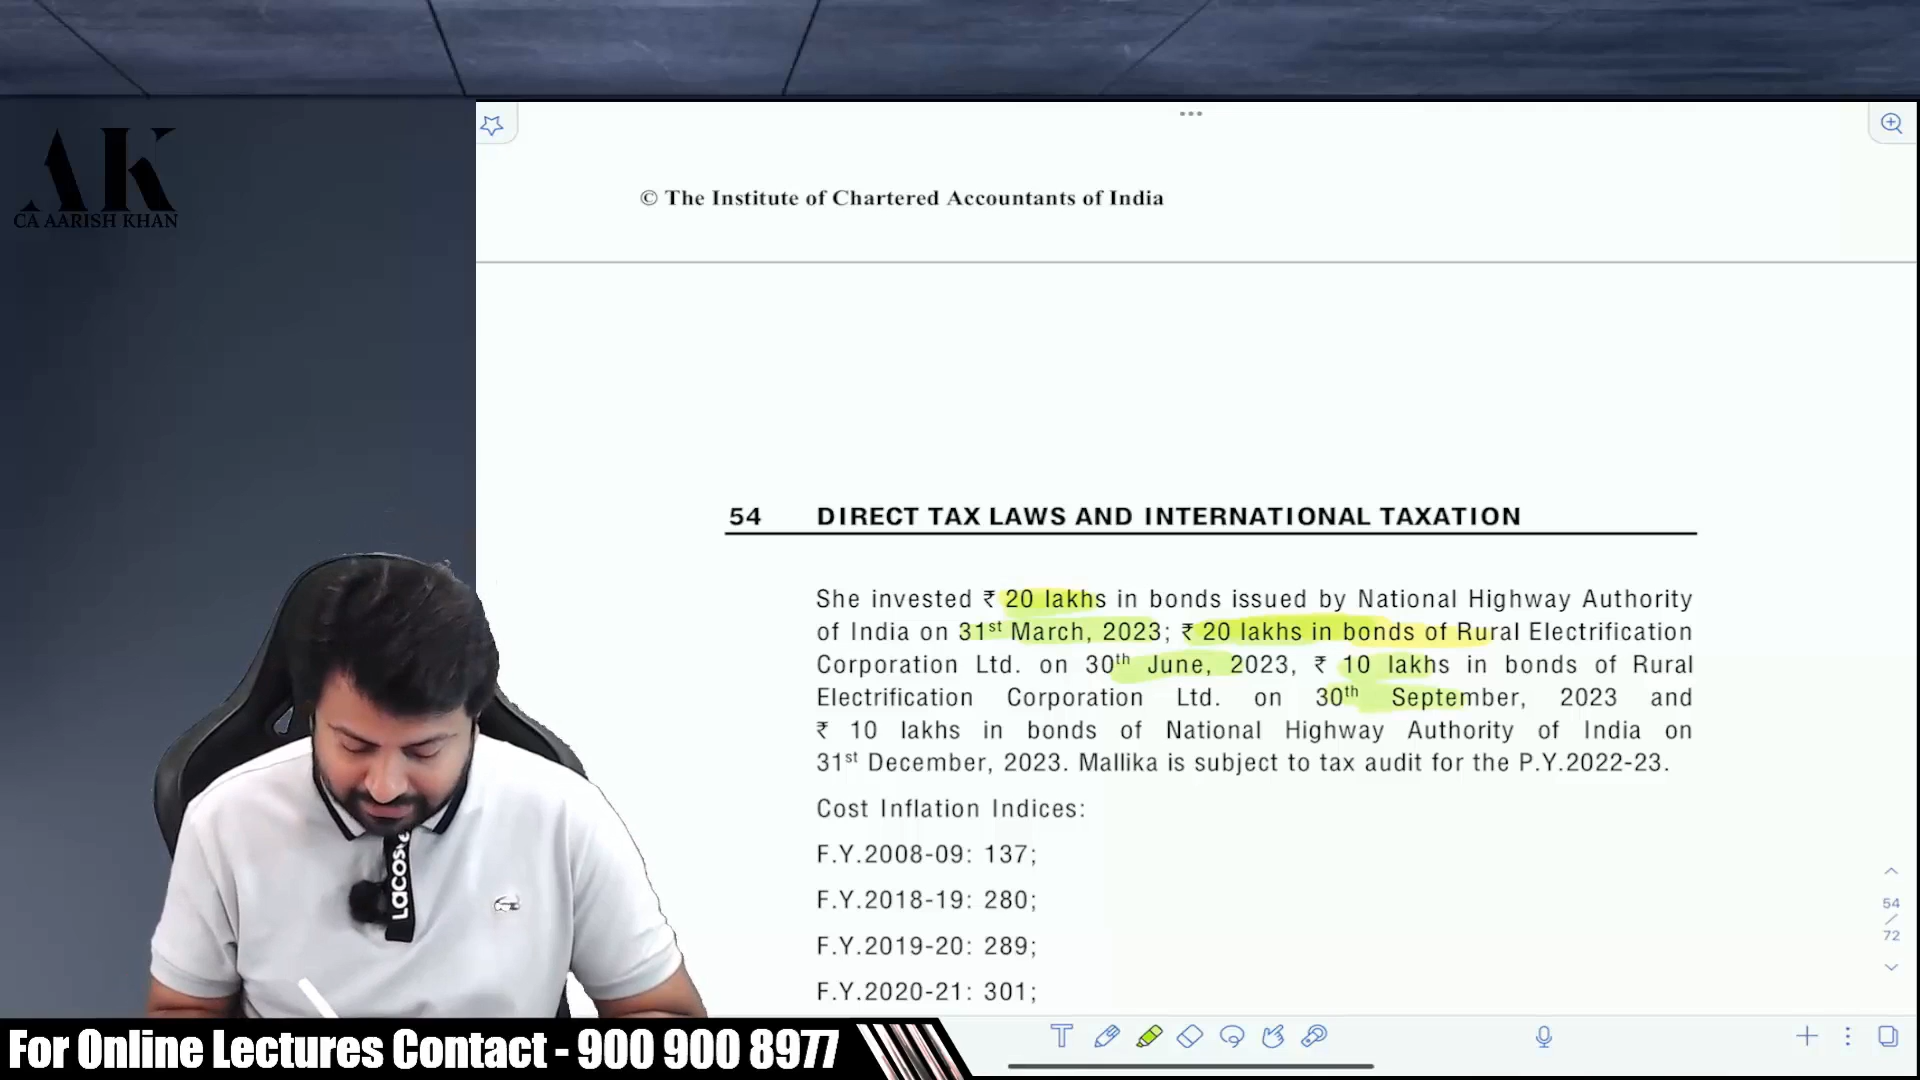 AK
CA AARISH KHAN
© The Institute of Chartered Accountants of India
54 DIRECT TAX LAWS AND INTERNATIONAL TAXATION
She invested ₹ 20 lakhs in bonds issued by National Highway Authority
of India on 31st March, 2023; ₹ 20 lakhs in bonds of Rural Electrification
Corporation Ltd. on 30th June, 2023, ₹ 10 lakhs in bonds of Rural
Electrification Corporation Ltd. on 30th September, 2023 and
₹ 10 lakhs in bonds of National Highway Authority of India on
31st December, 2023. Mallika is subject to tax audit for the P.Y.2022-23.
Cost Inflation Indices:
F.Y.2008-09: 137;
F.Y.2018-19: 280;
F.Y.2019-20: 289;
F.Y.2020-21: 301;
54
/
72
LACOSTE
T
For Online Lectures Contact - 900 900 8977